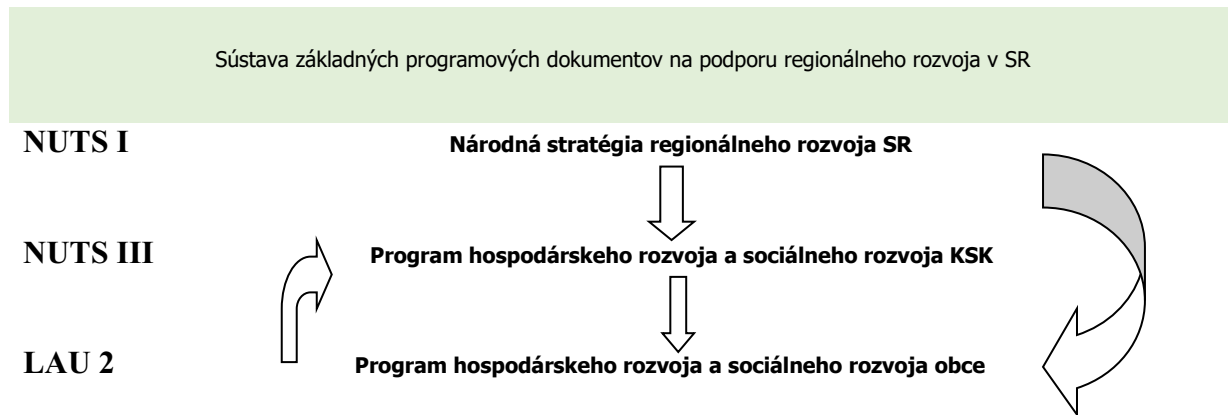 Sústava základných programových dokumentov na podporu regionálneho rozvoja v SR
NUTS I Národná stratégia regionálneho rozvoja SR
NUTS III Program hospodárskeho rozvoja a sociálneho rozvoja KSK
LAU 2 Program hospodárskeho rozvoja a sociálneho rozvoja obce